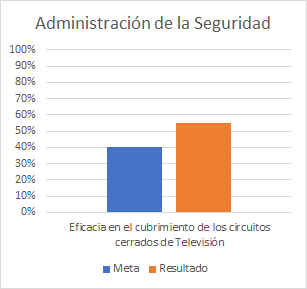 Administración de la Seguridad
100%
90%
80%
70%
60%
50%
40%
30%
20%
10%
0%
Eficacia en el cubrimiento de los circuitos
cerrados de Televisión
Meta Resultado